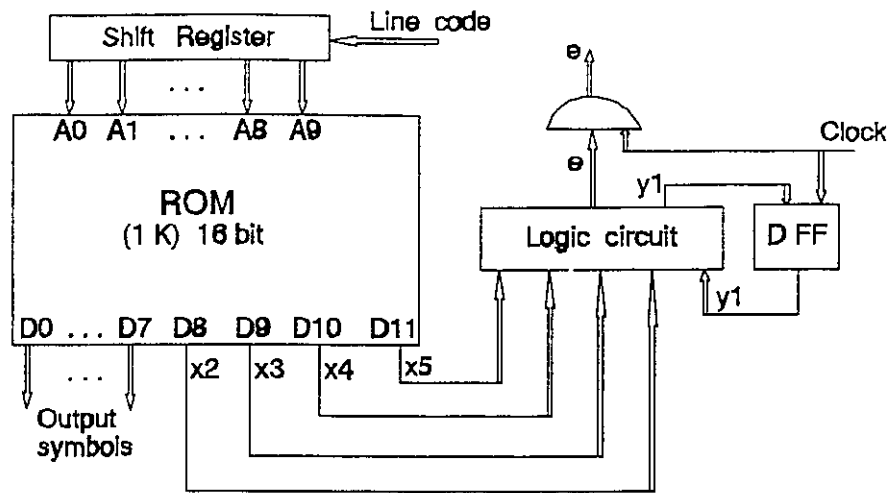 Shift Register
Line code
. . .
A0 A1 . . . A8 A9
ROM
(1 K) 16 bit
D0 . . . D7 D8 D9 D10 D11
. . .
Output
symbols
x2
x3
x4
x5
e
e
Clock
y1
Logic circuit
D FF
y1